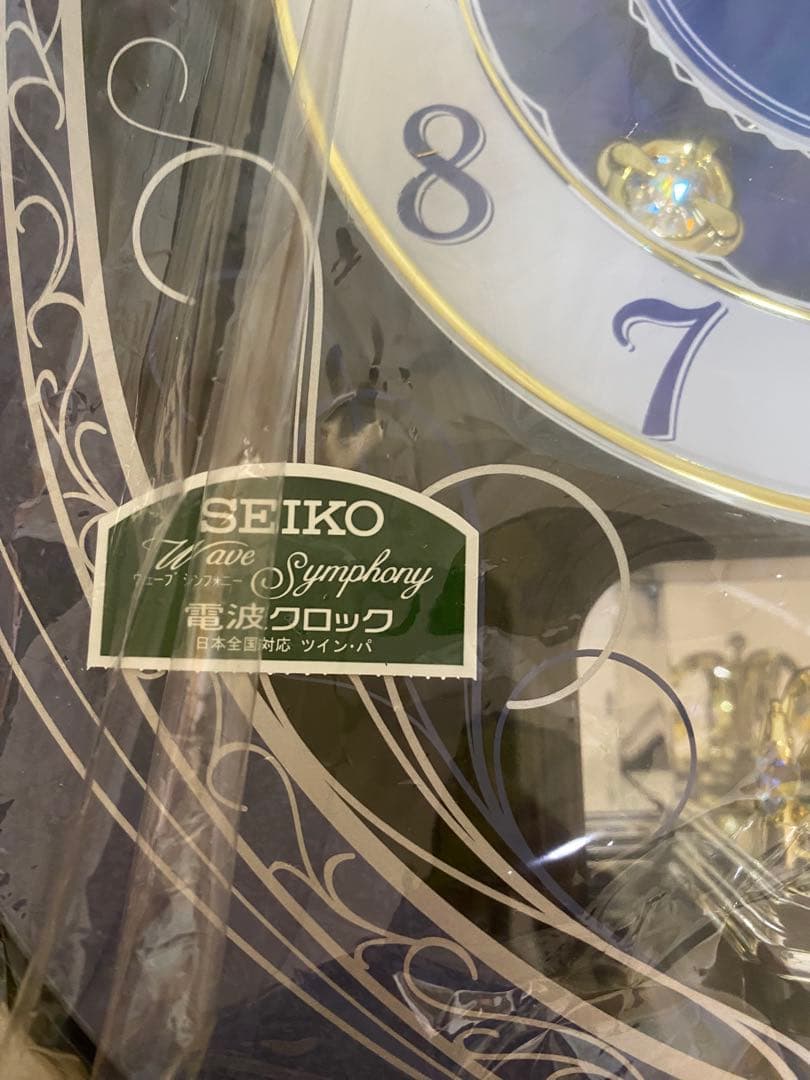 8
7
SEIKO
Wave Symphony
ウェーブ シンフォニー
電波クロック
日本全国対応 ツイン・パ